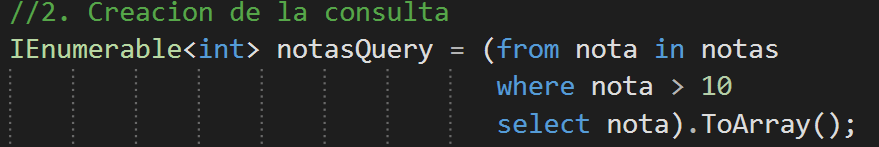 //2. Creacion de la consulta
IEnumerable<int> notasQuery = (from nota in notas
where nota > 10
select nota).ToArray();